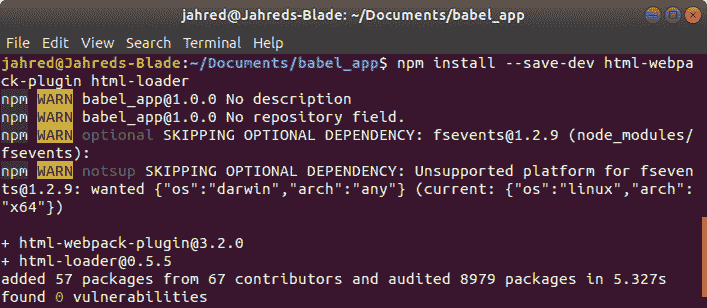 jahred@Jahreds-Blade: ~/Documents/babel_app
File Edit View Search Terminal Help
jahred@Jahreds-Blade:~/Documents/babel_app$ npm install --save-dev html-webpa
ck-plugin html-loader
npm WARN babel_app@1.0.0 No description
npm WARN babel_app@1.0.0 No repository field.
npm WARN optional SKIPPING OPTIONAL DEPENDENCY: fsevents@1.2.9 (node_modules/
fsevents):
npm WARN notsup SKIPPING OPTIONAL DEPENDENCY: Unsupported platform for fseven
ts@1.2.9: wanted {"os":"darwin","arch":"any"} (current: {"os":"linux","arch":
"x64"})
+ html-webpack-plugin@3.2.0
+ html-loader@0.5.5
added 57 packages from 67 contributors and audited 8979 packages in 5.327s
found 0 vulnerabilities